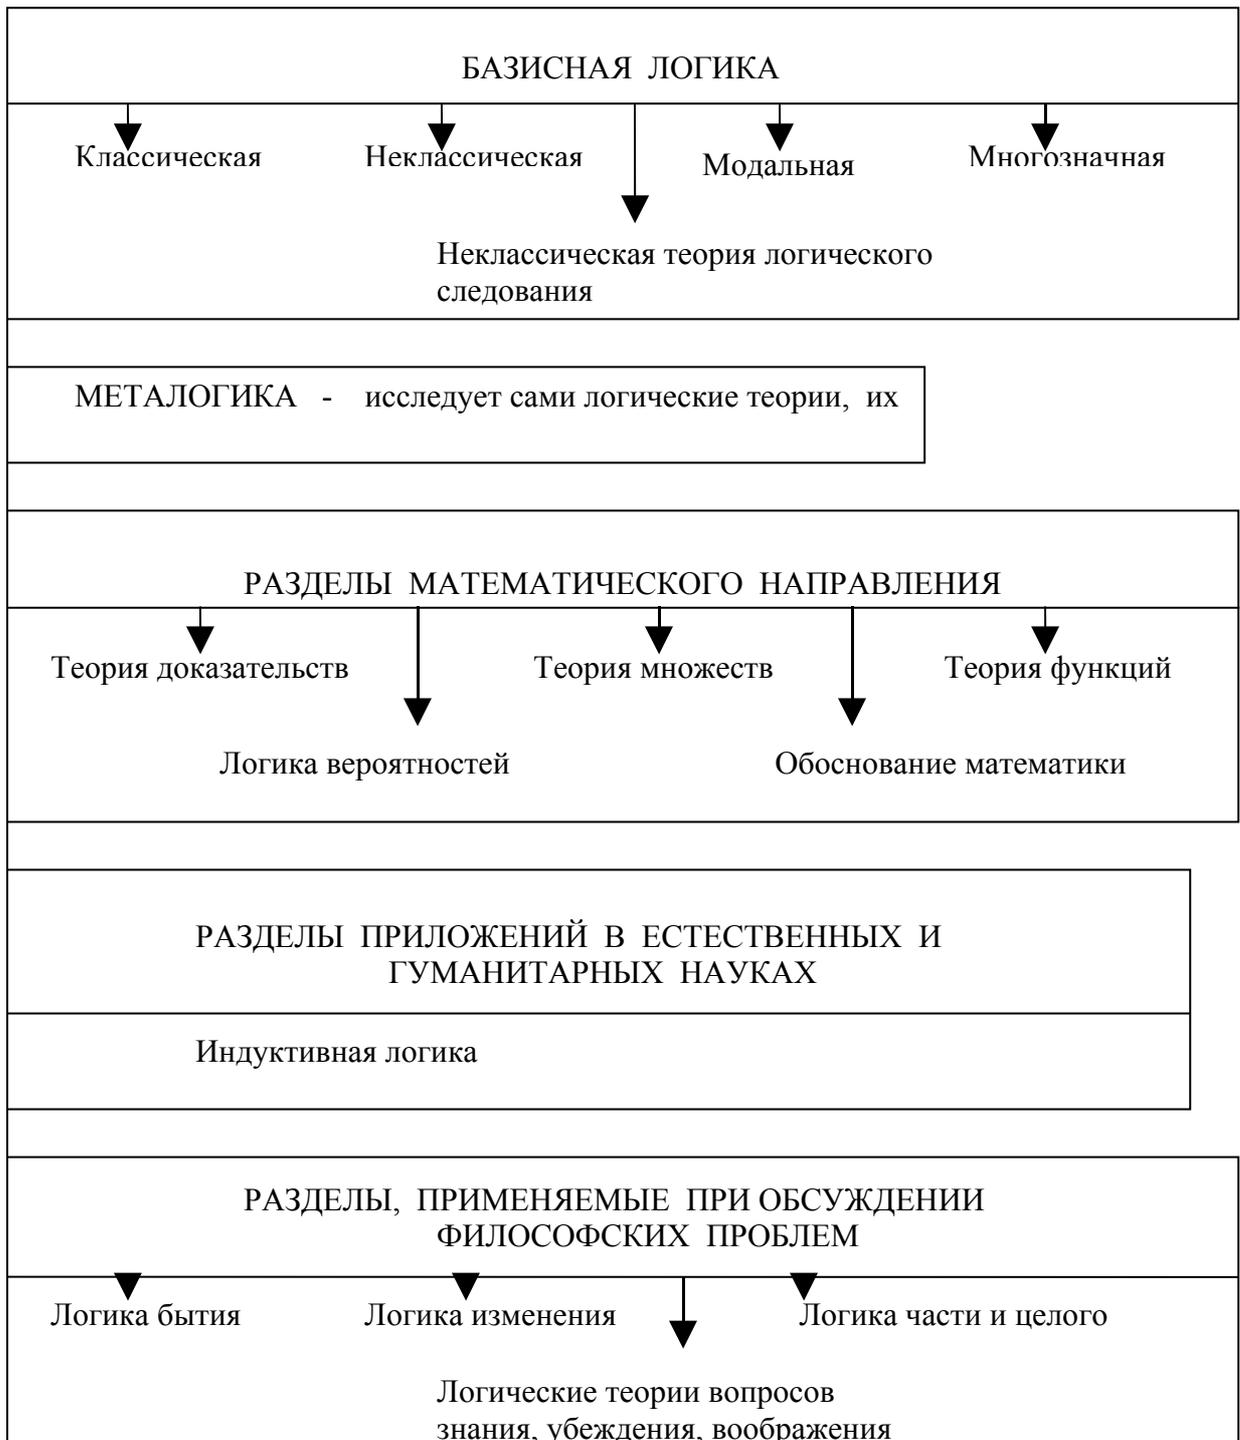 БАЗИСНАЯ ЛОГИКА
Классическая Неклассическая Модальная Многозначная
Неклассическая теория логического
следования
МЕТАЛОГИКА - исследует сами логические теории, их
РАЗДЕЛЫ МАТЕМАТИЧЕСКОГО НАПРАВЛЕНИЯ
Теория доказательств Теория множеств Теория функций
Логика вероятностей Обоснование математики
РАЗДЕЛЫ ПРИЛОЖЕНИЙ В ЕСТЕСТВЕННЫХ И
ГУМАНИТАРНЫХ НАУКАХ
Индуктивная логика
РАЗДЕЛЫ, ПРИМЕНЯЕМЫЕ ПРИ ОБСУЖДЕНИИ
ФИЛОСОФСКИХ ПРОБЛЕМ
Логика бытия Логика изменения Логика части и целого
Логические теории вопросов
знания, убеждения, воображения